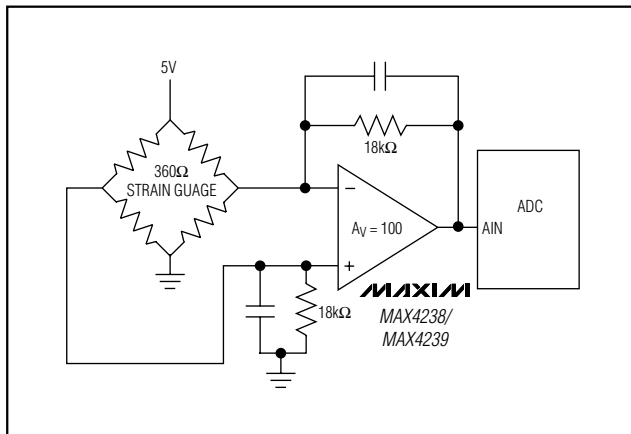 5V
360Ω
STRAIN GUAGE
18kΩ
−
AV = 100
+
AIN
ADC
18kΩ
MAXIM
MAX4238/
MAX4239